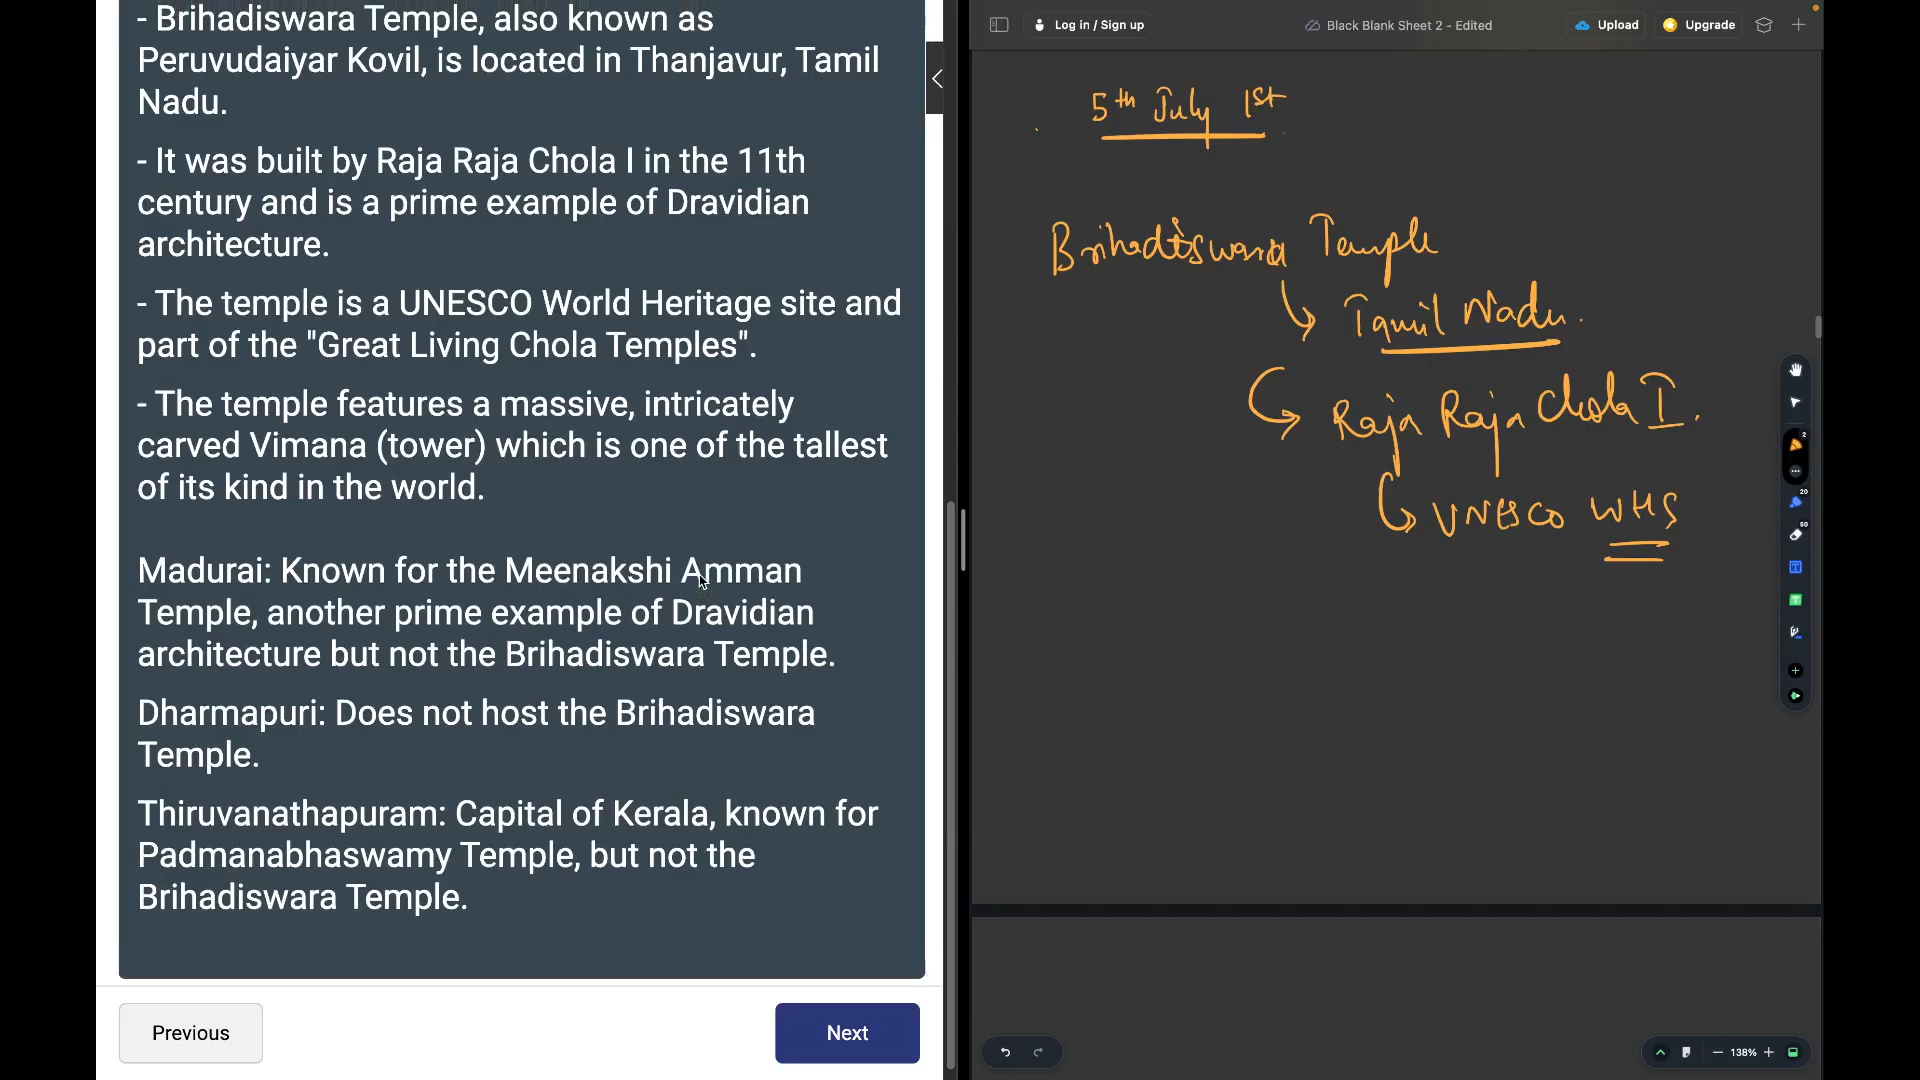 - Brihadiswara Temple, also known as
Peruvudaiyar Kovil, is located in Thanjavur, Tamil
Nadu.
- It was built by Raja Raja Chola I in the 11th
century and is a prime example of Dravidian
architecture.
- The temple is a UNESCO World Heritage site and
part of the "Great Living Chola Temples".
- The temple features a massive, intricately
carved Vimana (tower) which is one of the tallest
of its kind in the world.
Madurai: Known for the Meenakshi Amman
Temple, another prime example of Dravidian
architecture but not the Brihadiswara Temple.
Dharmapuri: Does not host the Brihadiswara
Temple.
Thiruvanathapuram: Capital of Kerala, known for
Padmanabhaswamy Temple, but not the
Brihadiswara Temple.
Previous
Next
Log in / Sign up
Black Blank Sheet 2 - Edited
Upload
Upgrade
5th July 1st
Brihadiswara Temple
Tamil Nadu.
Raja Raja Chola I.
UNESCO WHS
2
20
50
138%